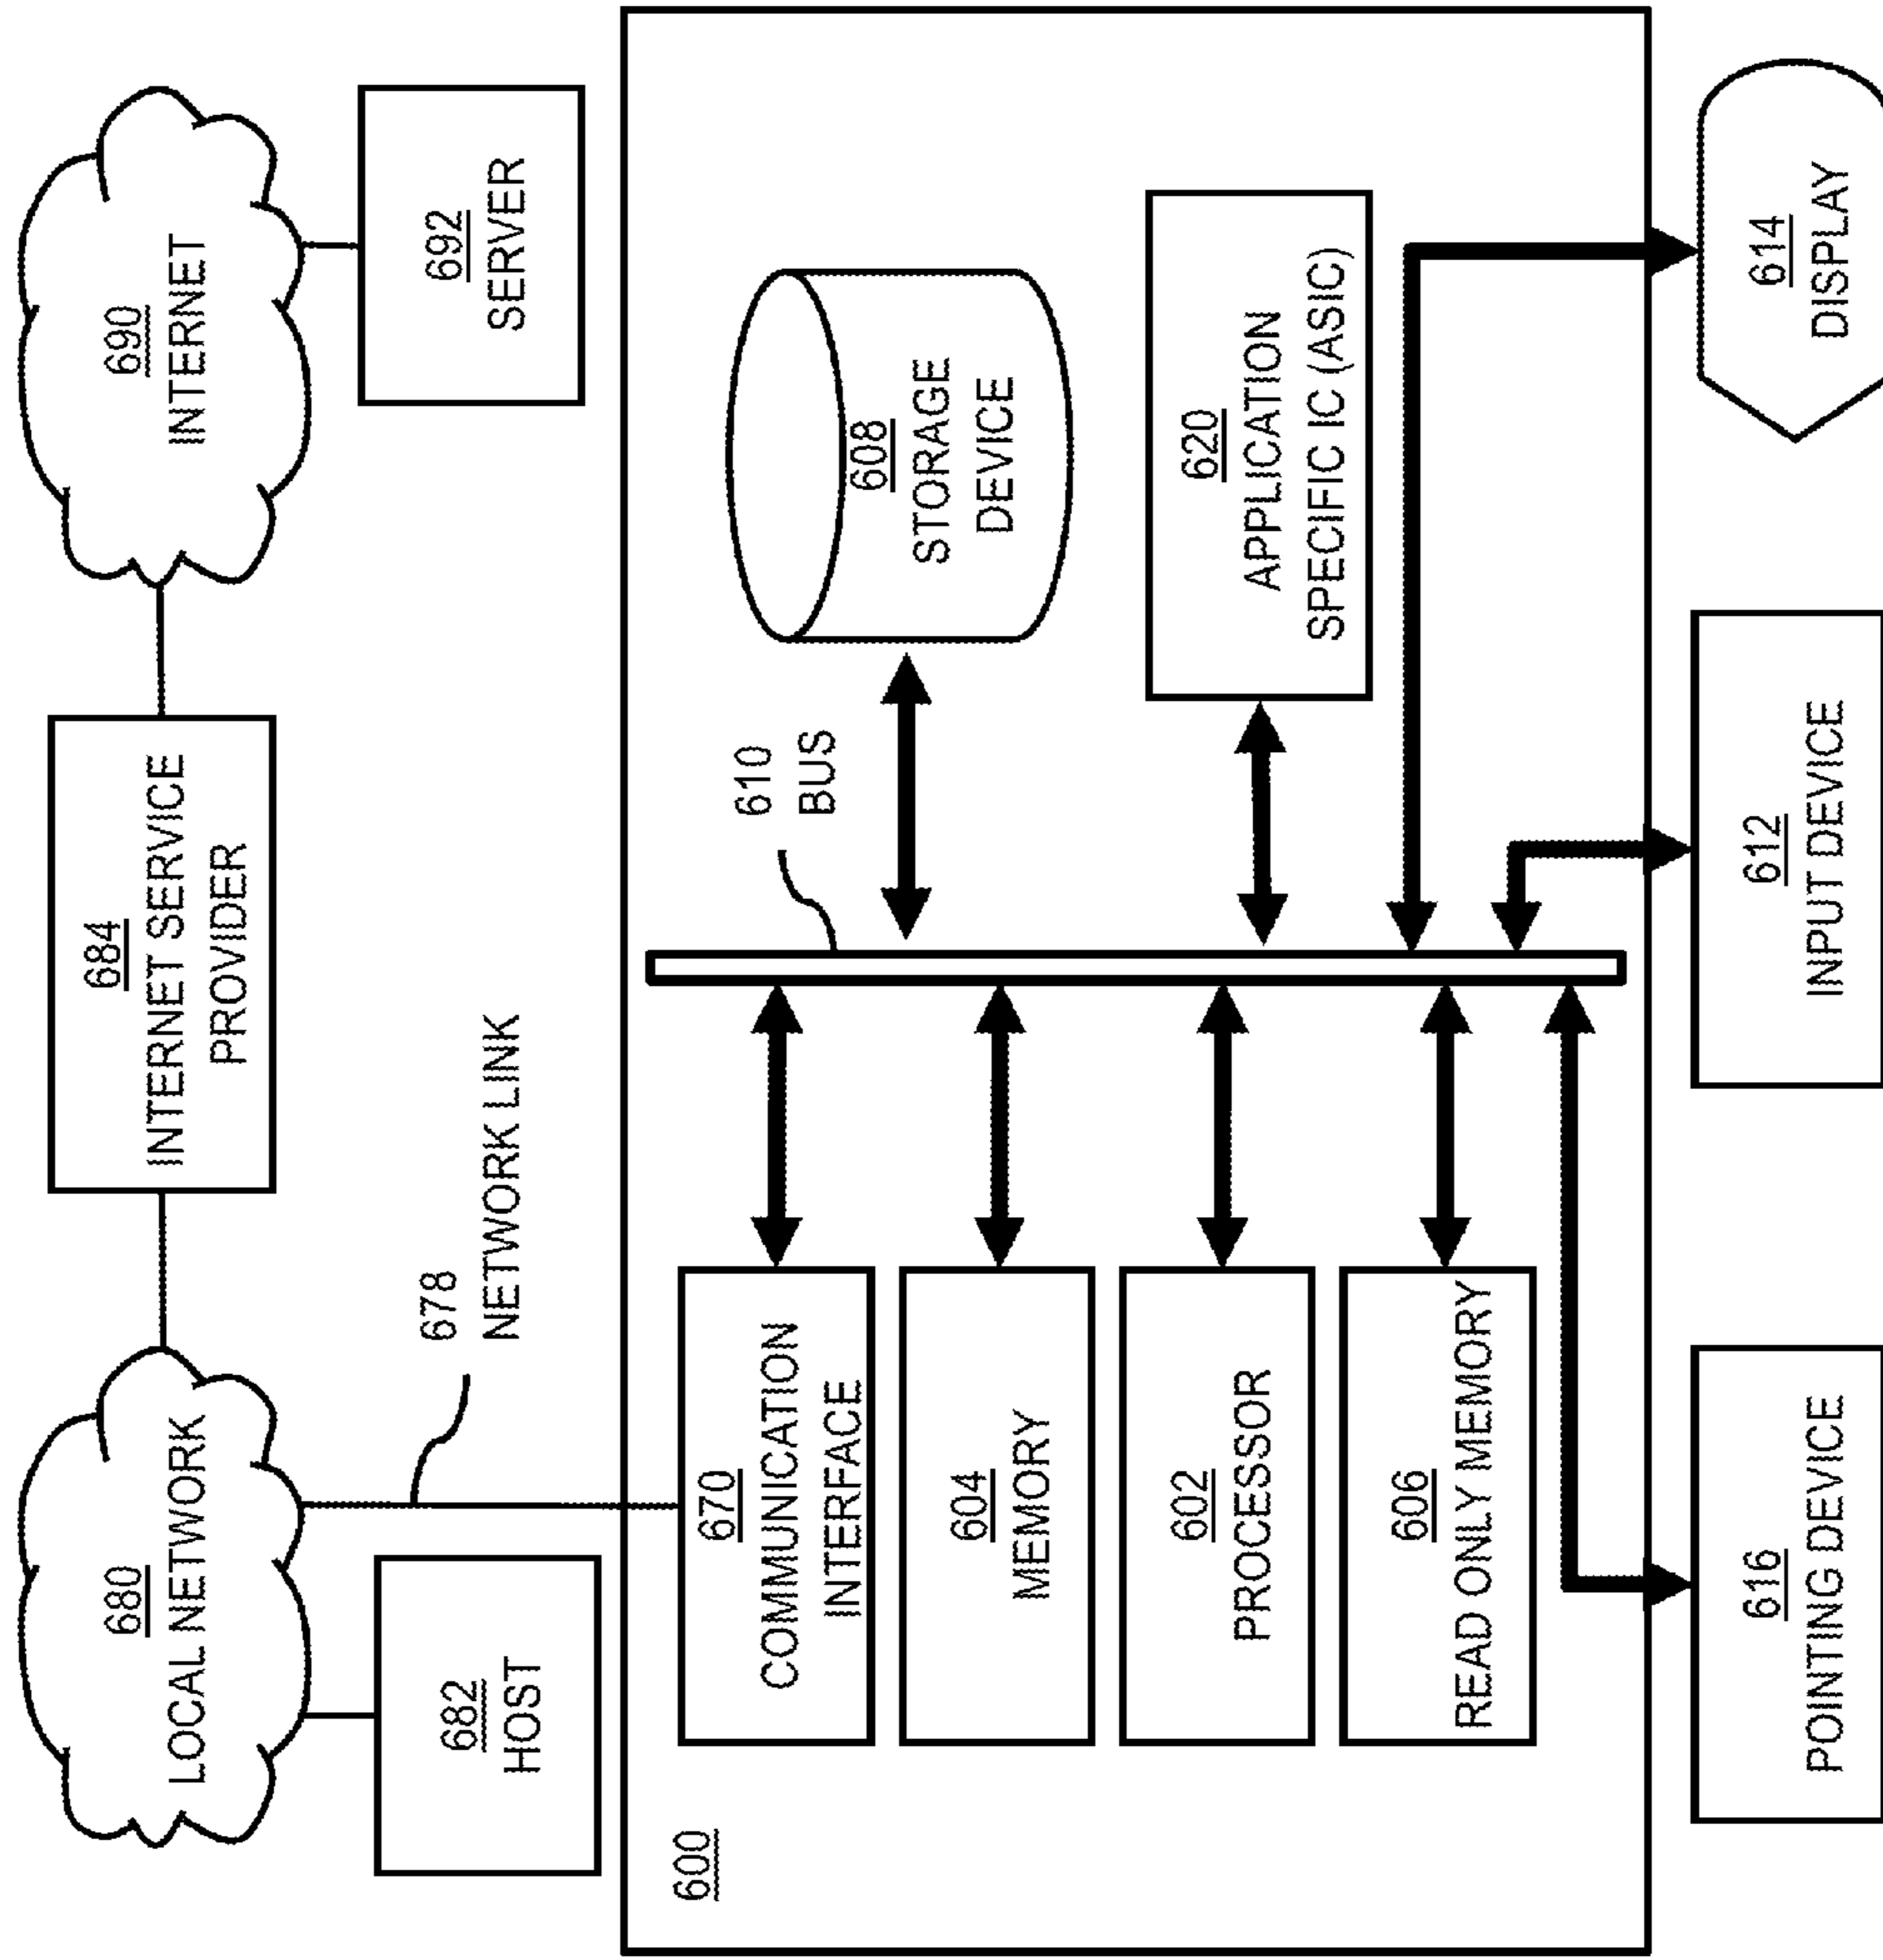 680
LOCAL NETWORK
684
INTERNET SERVICE
PROVIDER
690
INTERNET
682
HOST
678
NETWORK LINK
692
SERVER
600
670
COMMUNICATION
INTERFACE
610
BUS
608
STORAGE
DEVICE
604
MEMORY
602
PROCESSOR
620
APPLICATION
SPECIFIC IC (ASIC)
606
READ ONLY MEMORY
616
POINTING DEVICE
612
INPUT DEVICE
614
DISPLAY